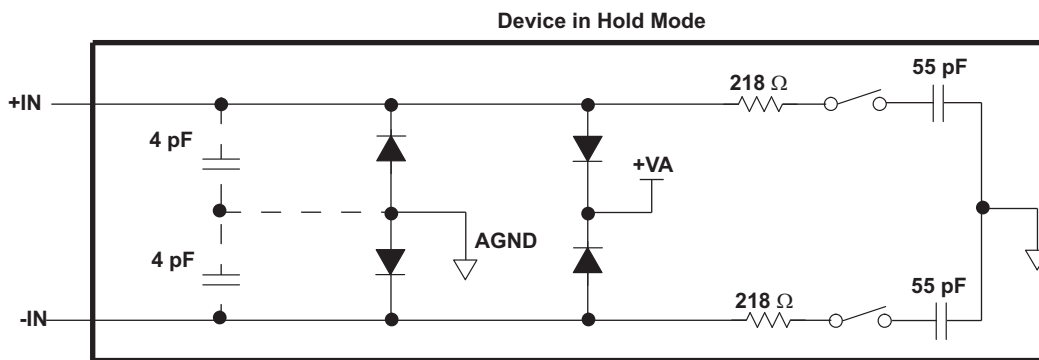 Device in Hold Mode
55 pF
218 Ω
+IN
4 pF
+VA
AGND
4 pF
55 pF
218 Ω
-IN